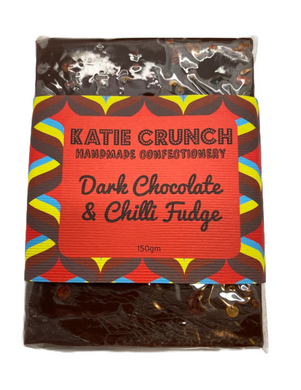 KATIE CRUNCH
HANDMADE CONFECTIONERY
Dark Chocolate
& Chilli Fudge
150gm